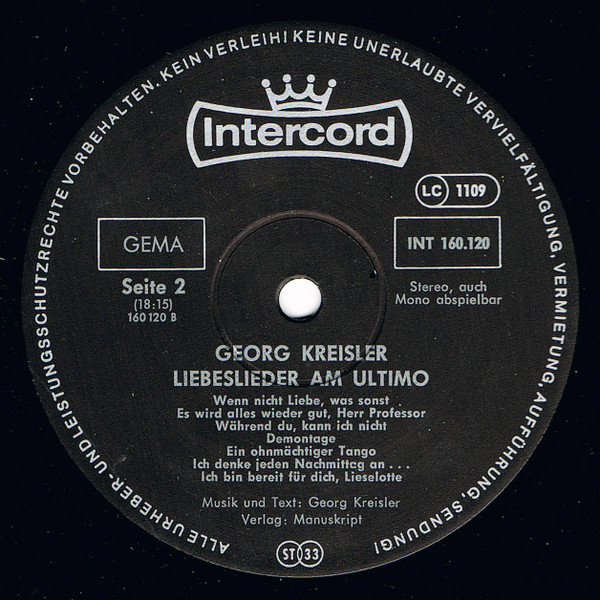 ALLE URHEBER- UND LEISTUNGSSCHUTZRECHTE VORBEHALTEN. KEIN VERLEIH! KEINE UNERLAUBTE VERVIELFÄLTIGUNG, VERMIETUNG, AUFFÜHRUNG, SENDUNG!
Intercord
LC 1109
GEMA
INT 160.120
Seite 2
(18:15)
160 120 B
Stereo, auch
Mono abspielbar
GEORG KREISLER
LIEBESLIEDER AM ULTIMO
Wenn nicht Liebe, was sonst
Es wird alles wieder gut, Herr Professor
Während du, kann ich nicht
Demontage
Ein ohnmächtiger Tango
Ich denke jeden Nachmittag an . . .
Ich bin bereit für dich, Lieselotte
Musik und Text: Georg Kreisler
Verlag: Manuskript
ST 33